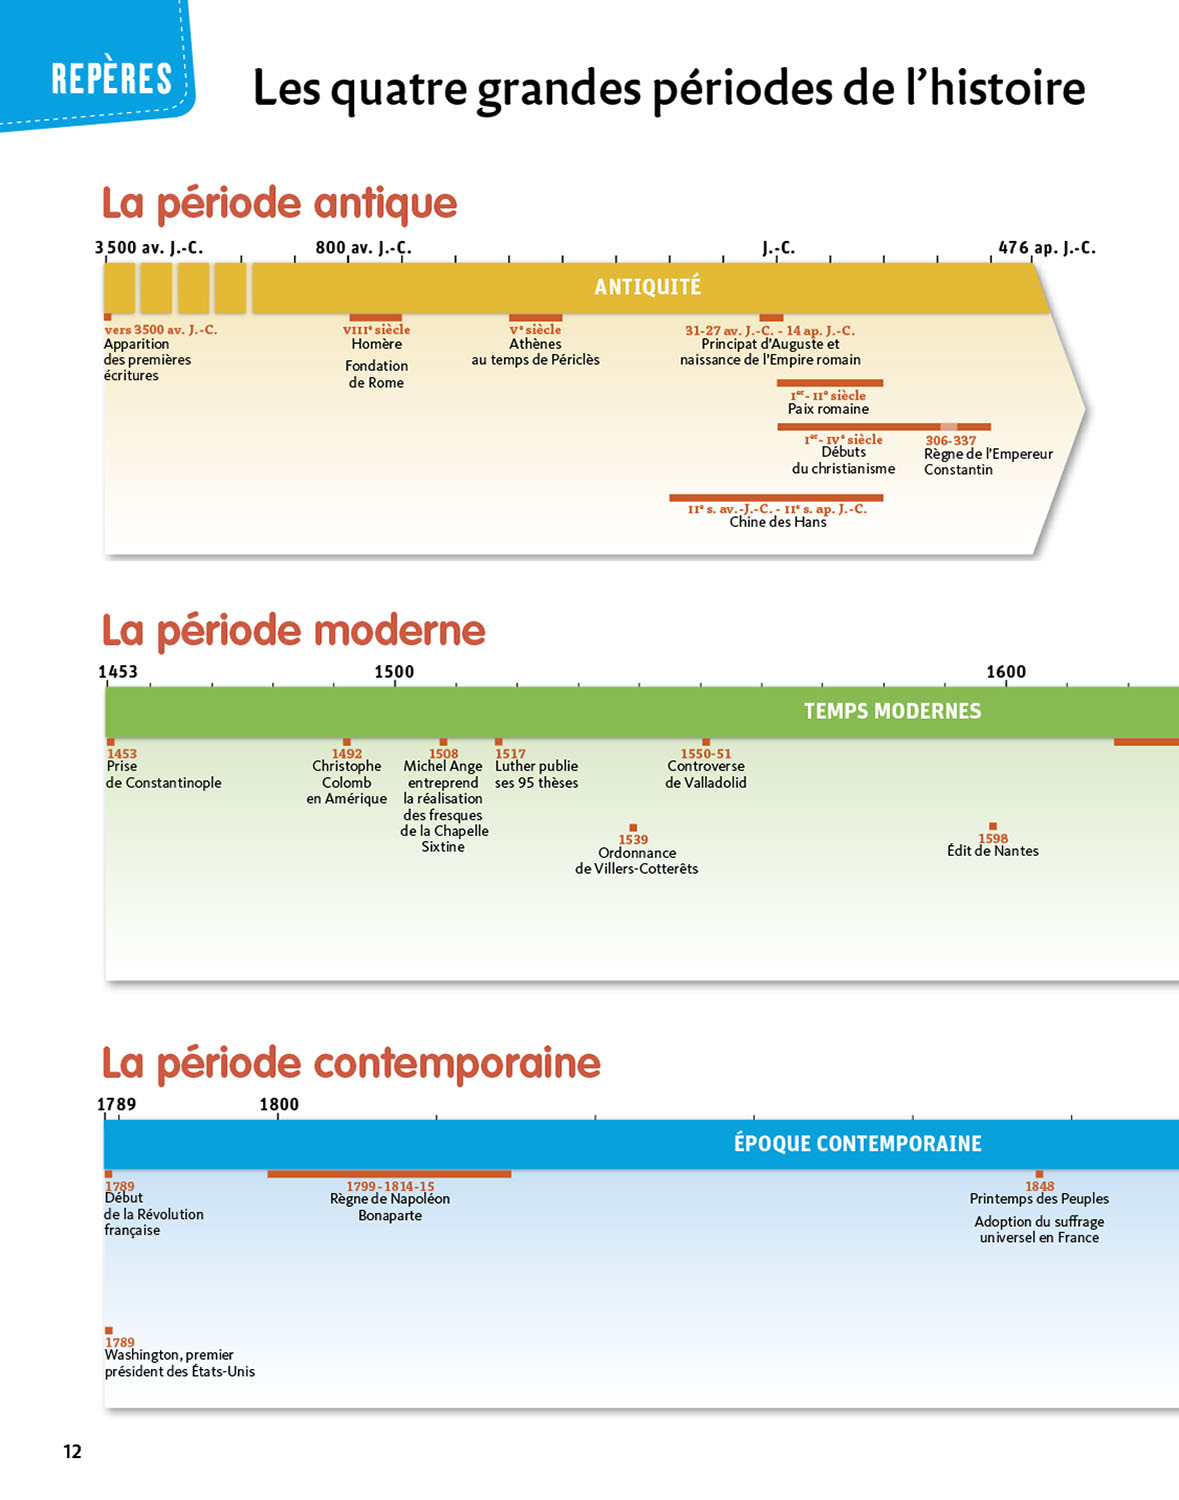 REPÈRES
Les quatre grandes périodes de l'histoire
La période antique
3 500 av. J.-C.
800 av. J.-C.
J.-C.
476 ap. J.-C.
ANTIQUITÉ
vers 3500 av. J.-C.
Apparition
des premières
écritures
VIIIe siècle
Homère
Fondation
de Rome
Ve siècle
Athènes
au temps de Périclès
31-27 av. J.-C. - 14 ap. J.-C.
Principat d'Auguste et
naissance de l'Empire romain
Ier - IIe siècle
Paix romaine
Ier - IVe siècle
Débuts
du christianisme
306-337
Règne de l'Empereur
Constantin
IIe s. av.-J.-C. - IIe s. ap. J.-C.
Chine des Hans
La période moderne
1453
1500
1600
TEMPS MODERNES
1453
Prise
de Constantinople
1492
Christophe
Colomb
en Amérique
1508
Michel Ange
entreprend
la réalisation
des fresques
de la Chapelle
Sixtine
1517
Luther publie
ses 95 thèses
1539
Ordonnance
de Villers-Cotterêts
1550-51
Controverse
de Valladolid
1598
Édit de Nantes
La période contemporaine
1789
1800
ÉPOQUE CONTEMPORAINE
1789
Début
de la Révolution
française
1799 - 1814-15
Règne de Napoléon
Bonaparte
1848
Printemps des Peuples
Adoption du suffrage
universel en France
1789
Washington, premier
président des États-Unis
12